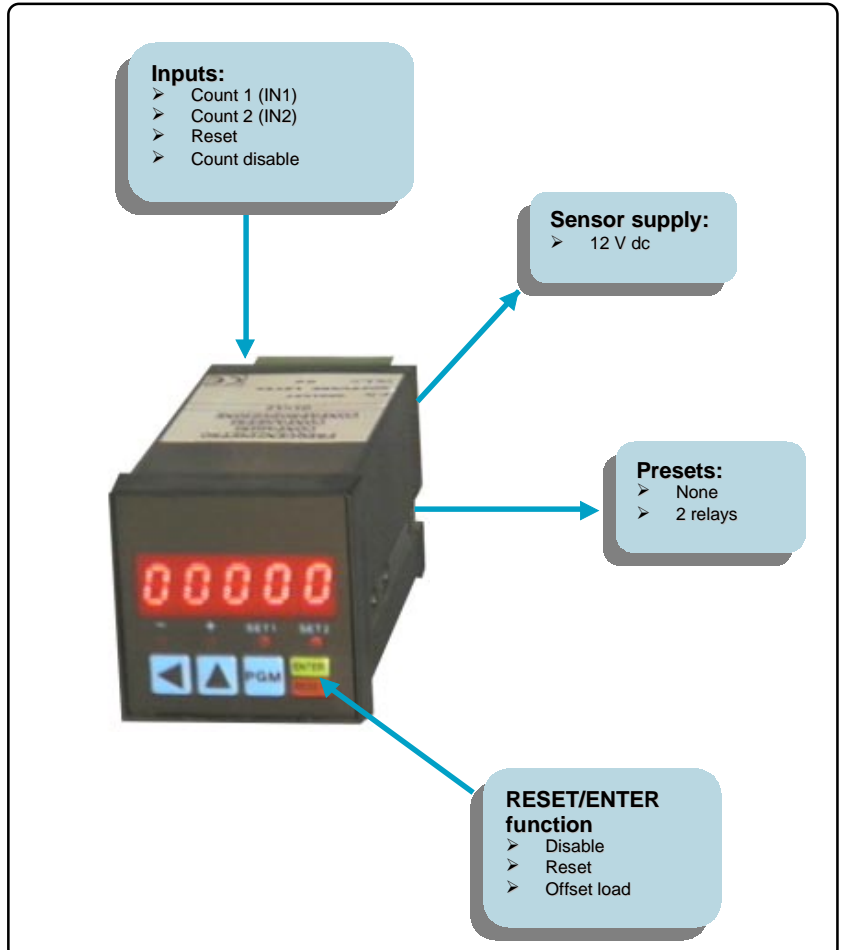 Inputs:
➢ Count 1 (IN1)
➢ Count 2 (IN2)
➢ Reset
➢ Count disable
Sensor supply:
➢ 12 V dc
Presets:
➢ None
➢ 2 relays
00000
- + SET1 SET2
PGM ENTER
RESET/ENTER
function
➢ Disable
➢ Reset
➢ Offset load